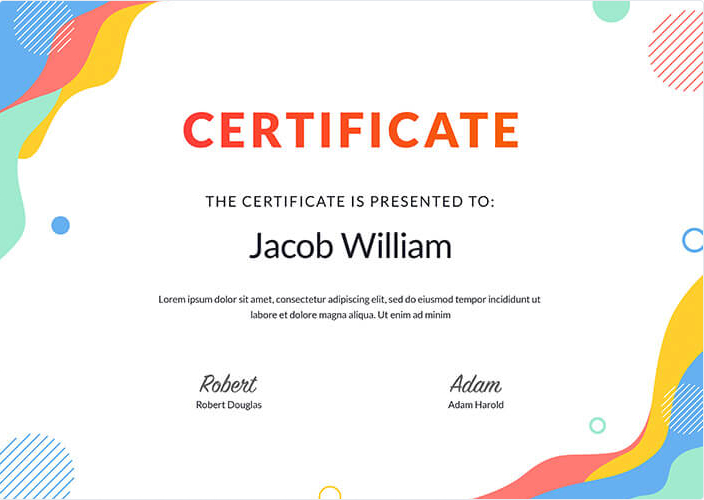 CERTIFICATE
THE CERTIFICATE IS PRESENTED TO:
Jacob William
Lorem ipsum dolor sit amet, consectetur adipiscing elit, sed do eiusmod tempor incididunt ut
labore et dolore magna aliqua. Ut enim ad minim
Robert
Adam
Robert Douglas
Adam Harold